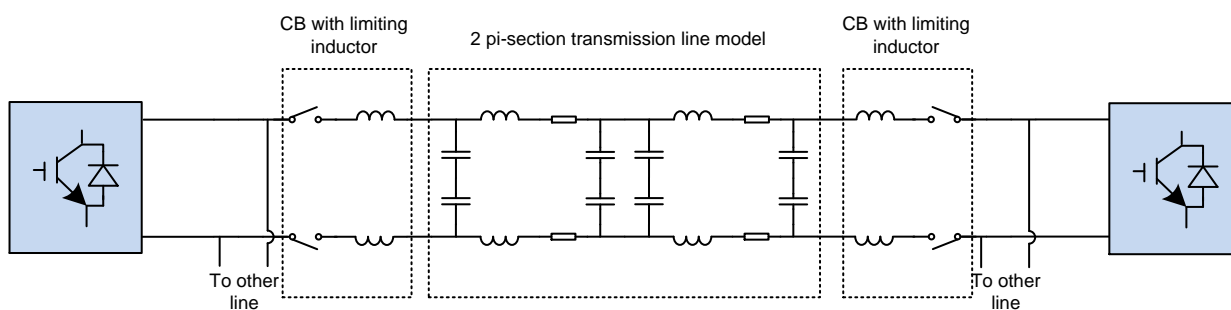 CB with limiting
inductor
2 pi-section transmission line model
CB with limiting
inductor
To other
line
To other
line